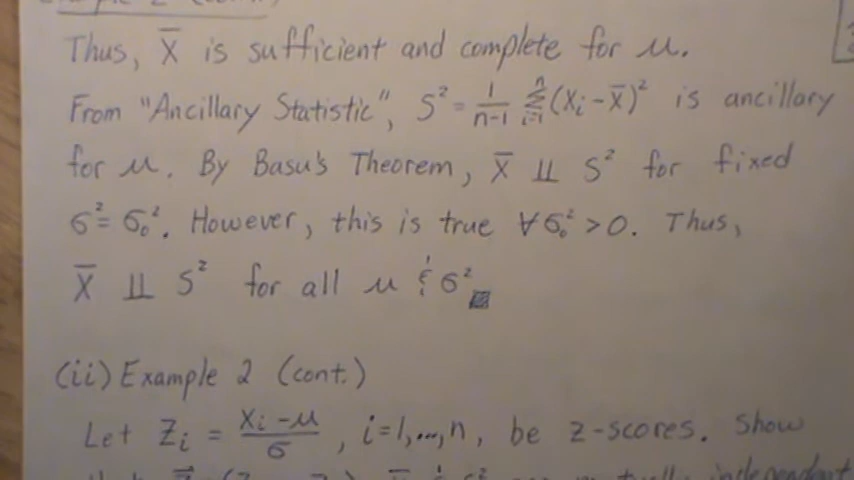 Thus, X̄ is sufficient and complete for μ.
From "Ancillary Statistic", S² = 1/(n-1) Σ_{i=1}^{n} (Xᵢ - X̄)² is ancillary
for μ. By Basu's Theorem, X̄ ⫫ S² for fixed
σ² = σ₀². However, this is true ∀ σ₀² > 0. Thus,
X̄ ⫫ S² for all μ & σ²
(ii) Example 2 (cont.)
Let Zᵢ = (Xᵢ - μ)/σ, i=1,...,n, be z-scores. Show